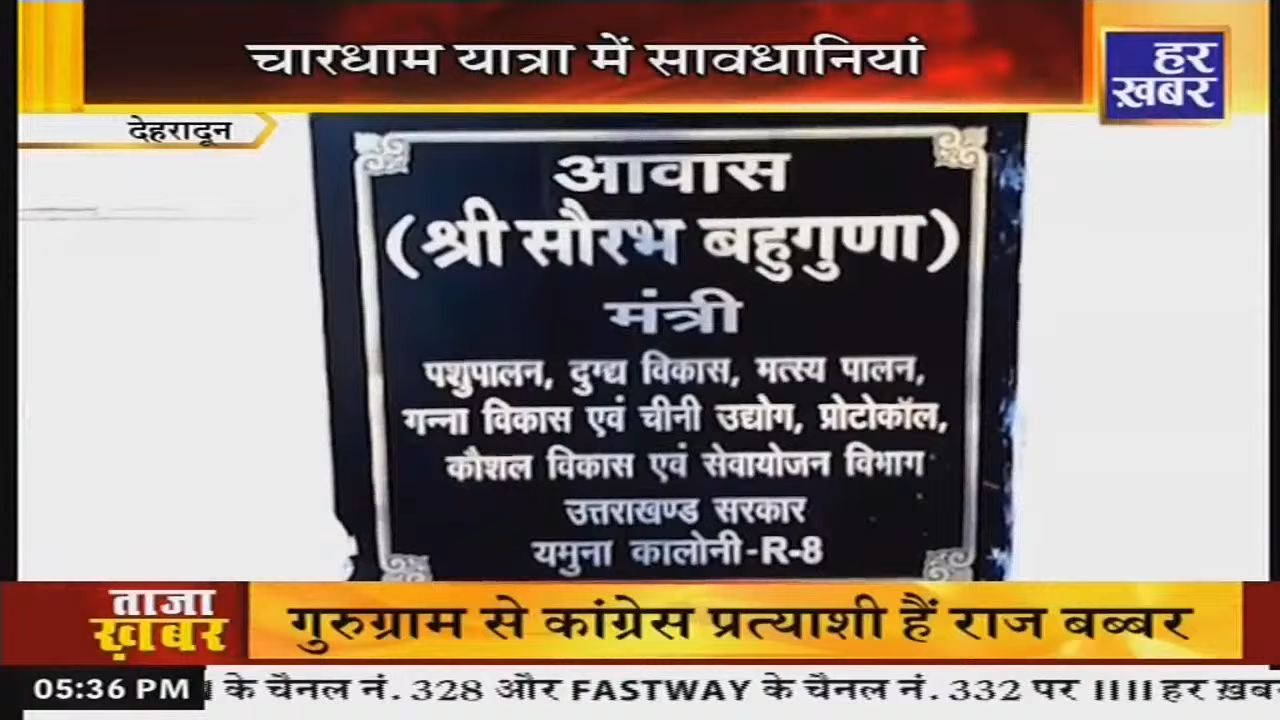 चारधाम यात्रा में सावधानियां
हर
ख़बर
देहरादून
आवास
(श्री सौरभ बहुगुणा)
मंत्री
पशुपालन, दुग्ध विकास, मत्स्य पालन,
गन्ना विकास एवं चीनी उद्योग, प्रोटोकॉल,
कौशल विकास एवं सेवायोजन विभाग
उत्तराखण्ड सरकार
यमुना कालोनी-R-8
ताजा
ख़बर
गुरुग्राम से कांग्रेस प्रत्याशी हैं राज बब्बर
05:36 PM
के चैनल नं. 328 और FASTWAY के चैनल नं. 332 पर IIII हर ख़बर